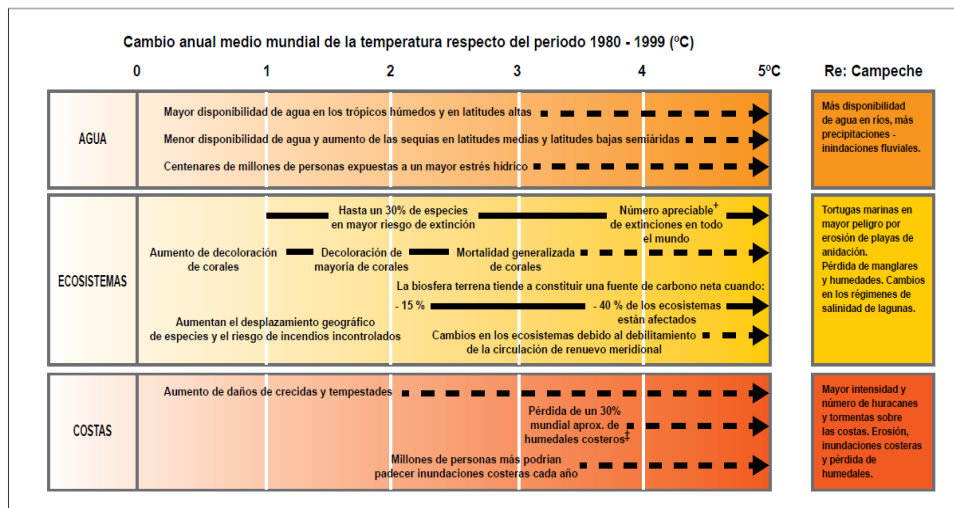 Cambio anual medio mundial de la temperatura respecto del periodo 1980 - 1999 (ºC)
0 1 2 3 4 5ºC
Re: Campeche
AGUA
Mayor disponibilidad de agua en los trópicos húmedos y en latitudes altas
Menor disponibilidad de agua y aumento de las sequías en latitudes medias y latitudes bajas semiáridas
Centenares de millones de personas expuestas a un mayor estrés hídrico
Más disponibilidad
de agua en ríos, más
precipitaciones -
inindaciones fluviales.
ECOSISTEMAS
Hasta un 30% de especies
en mayor riesgo de extinción
Número apreciable+
de extinciones en todo
el mundo
Aumento de decoloración
de corales
Decoloración de
mayoria de corales
Mortalidad generalizada
de corales
La biosfera terrena tiende a constituir una fuente de carbono neta cuando:
- 15 %
- 40 % de los ecosistemas
están afectados
Aumentan el desplazamiento geográfico
de especies y el riesgo de incendios incontrolados
Cambios en los ecosistemas debido al debilitamiento
de la circulación de renuevo meridional
Tortugas marinas en
mayor peligro por
erosión de playas de
anidación.
Pérdida de manglares
y humedades. Cambios
en los régimenes de
salinidad de lagunas.
COSTAS
Aumento de daños de crecidas y tempestades
Pérdida de un 30%
mundial aprox. de
humedales costeros‡
Millones de personas más podrían
padecer inundaciones costeras cada año
Mayor intensidad y
número de huracanes
y tormentas sobre
las costas. Erosión,
inundaciones costeras
y pérdida de
humedales.